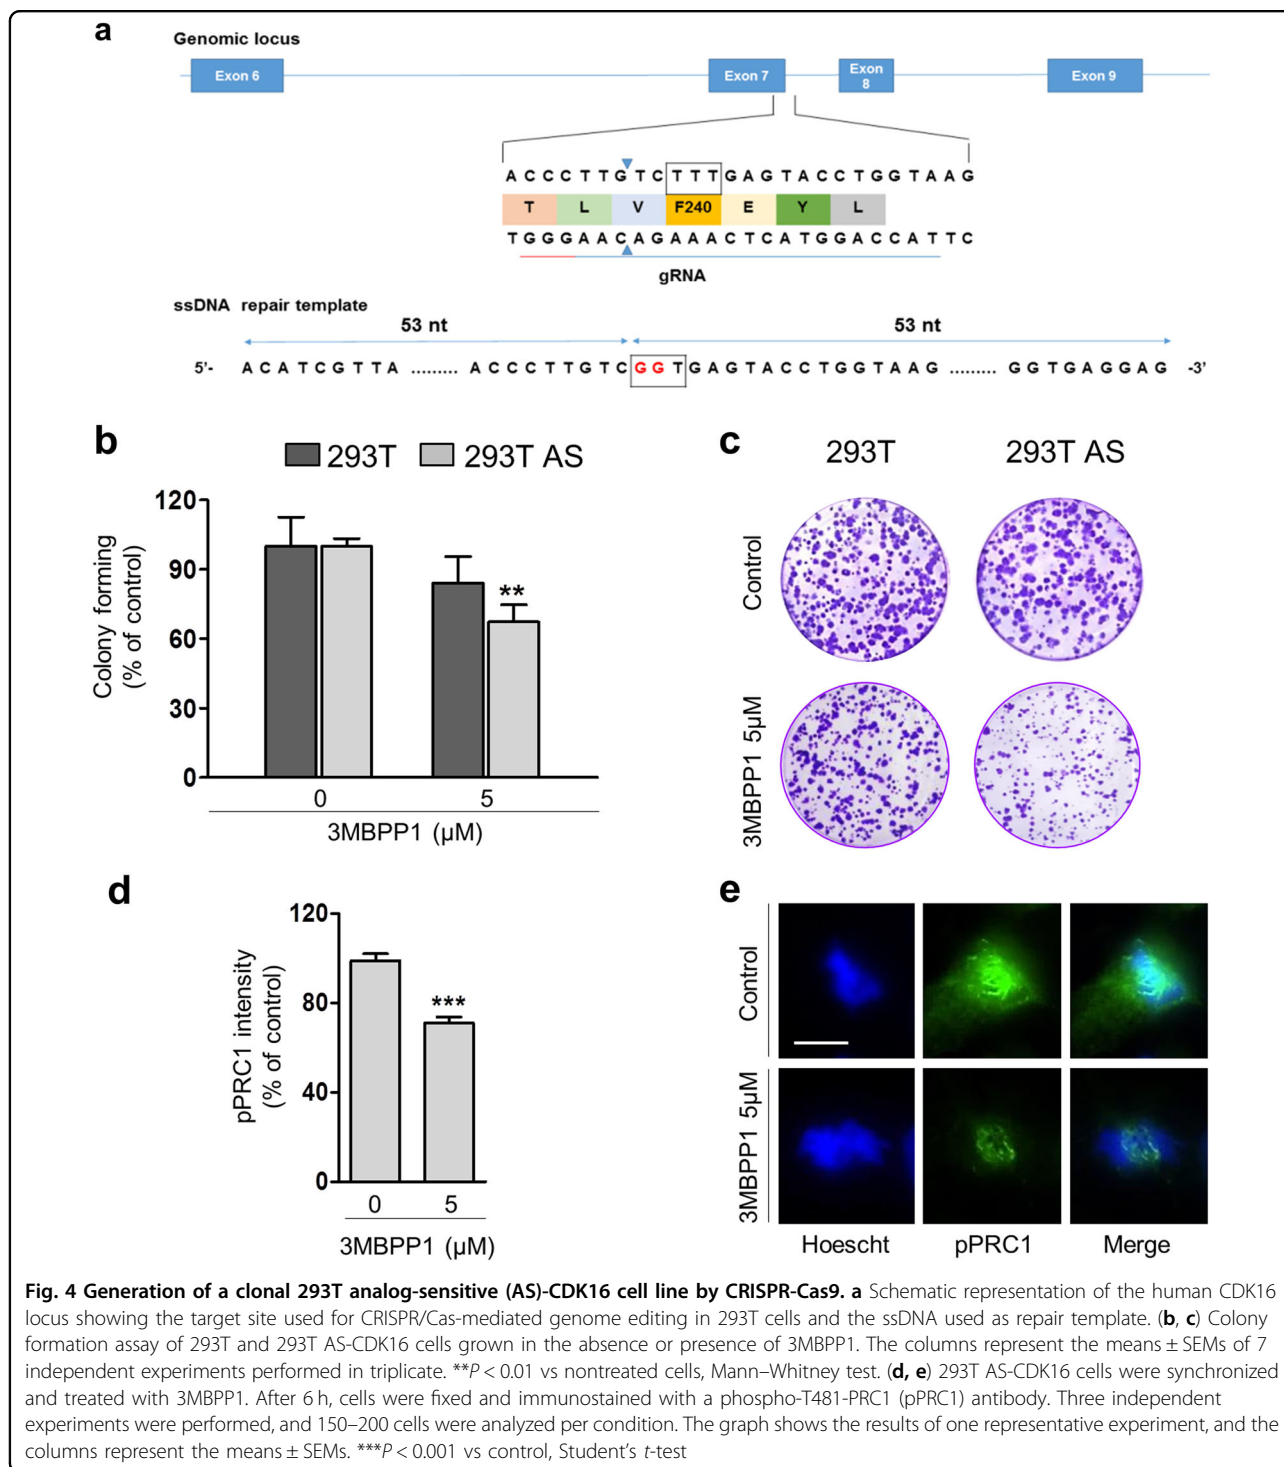 a
Genomic locus
Exon 6
Exon 7
Exon
8
Exon 9
A C C C T T G T C T T T G A G T A C C T G G T A A G
T L V F240 E Y L
T G G G A A C A G A A A C T C A T G G A C C A T T C
gRNA
ssDNA repair template
53 nt 53 nt
5'- A C A T C G T T A ......... A C C C T T G T C G G T G A G T A C C T G G T A A G ......... G G T G A G G A G -3'
b
293T 293T AS
Colony forming
(% of control)
120
90
60
30
0
**
0 5
3MBPP1 (µM)
c
293T 293T AS
Control
3MBPP1 5µM
d
pPRC1 intensity
(% of control)
120
80
40
0
***
0 5
3MBPP1 (µM)
e
Control
3MBPP1 5µM
Hoescht pPRC1 Merge
Fig. 4 Generation of a clonal 293T analog-sensitive (AS)-CDK16 cell line by CRISPR-Cas9. a Schematic representation of the human CDK16
locus showing the target site used for CRISPR/Cas-mediated genome editing in 293T cells and the ssDNA used as repair template. (b, c) Colony
formation assay of 293T and 293T AS-CDK16 cells grown in the absence or presence of 3MBPP1. The columns represent the means ± SEMs of 7
independent experiments performed in triplicate. **P < 0.01 vs nontreated cells, Mann–Whitney test. (d, e) 293T AS-CDK16 cells were synchronized
and treated with 3MBPP1. After 6 h, cells were fixed and immunostained with a phospho-T481-PRC1 (pPRC1) antibody. Three independent
experiments were performed, and 150–200 cells were analyzed per condition. The graph shows the results of one representative experiment, and the
columns represent the means ± SEMs. ***P < 0.001 vs control, Student's t-test